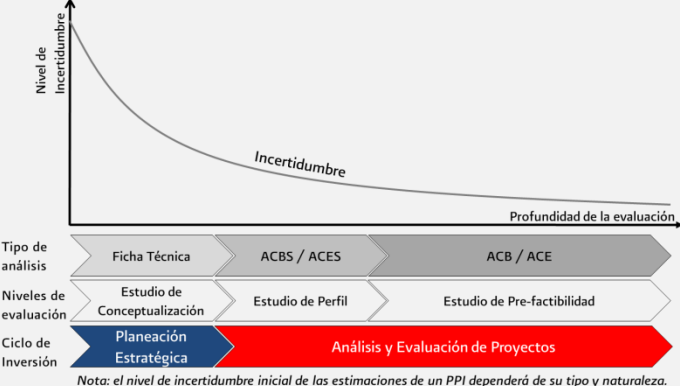 Nivel de
Incertidumbre
Incertidumbre
Profundidad de la evaluación
Tipo de
análisis
Ficha Técnica
ACBS / ACES
ACB / ACE
Niveles de
evaluación
Estudio de
Conceptualización
Estudio de Perfil
Estudio de Pre-factibilidad
Ciclo de
Inversión
Planeación
Estratégica
Análisis y Evaluación de Proyectos
Nota: el nivel de incertidumbre inicial de las estimaciones de un PPI dependerá de su tipo y naturaleza.